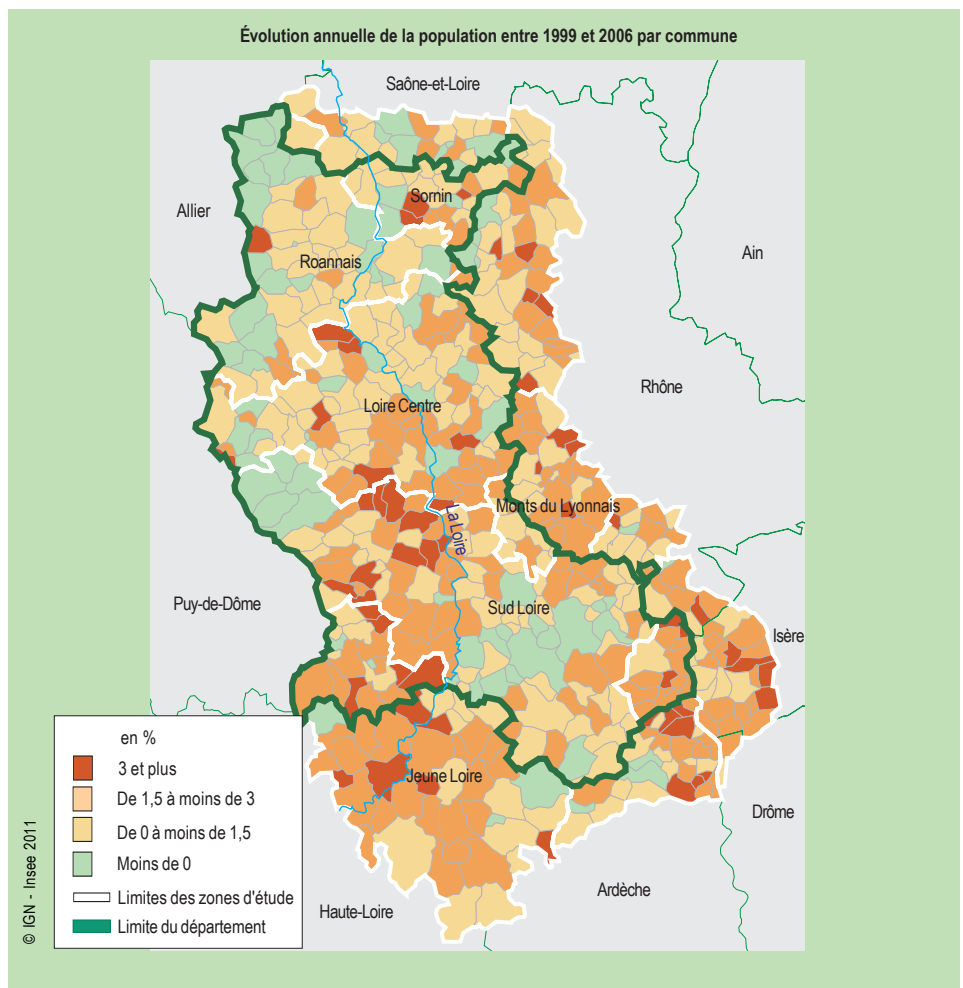 Évolution annuelle de la population entre 1999 et 2006 par commune
Saône-et-Loire
Allier
Sornin
Ain
Roannais
Rhône
Loire Centre
Monts du Lyonnais
La Loire
Puy-de-Dôme
Sud Loire
Isère
Jeune Loire
Drôme
Ardèche
Haute-Loire
en %
3 et plus
De 1,5 à moins de 3
De 0 à moins de 1,5
Moins de 0
Limites des zones d'étude
Limite du département
© IGN - Insee 2011